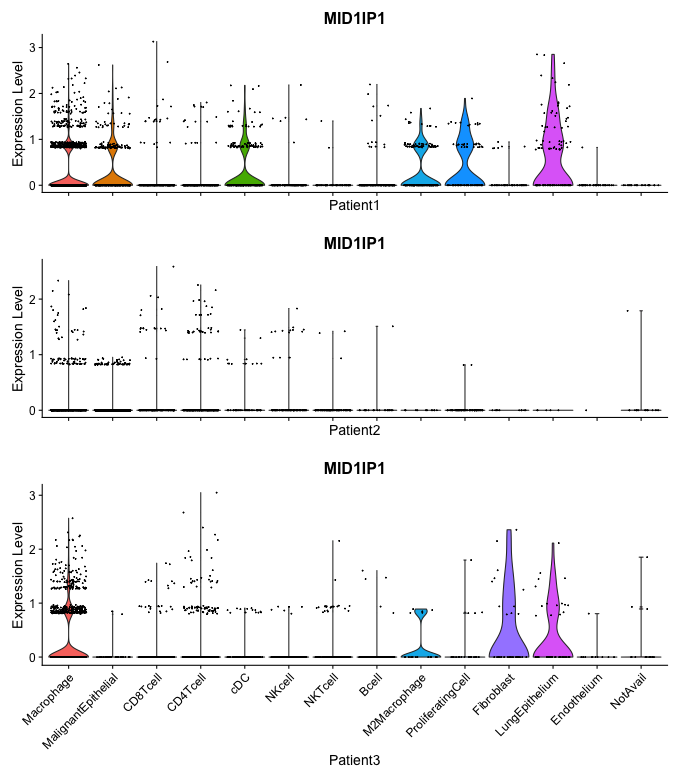 MID1IP1
Expression Level
3
2
1
0
Patient1
MID1IP1
Expression Level
2
1
0
Patient2
MID1IP1
Expression Level
3
2
1
0
Macrophage
MalignantEpithelial
CD8Tcell
CD4Tcell
cDC
NKcell
NKTcell
Bcell
M2Macrophage
ProliferatingCell
Fibroblast
LungEpithelium
Endothelium
NotAvail
Patient3